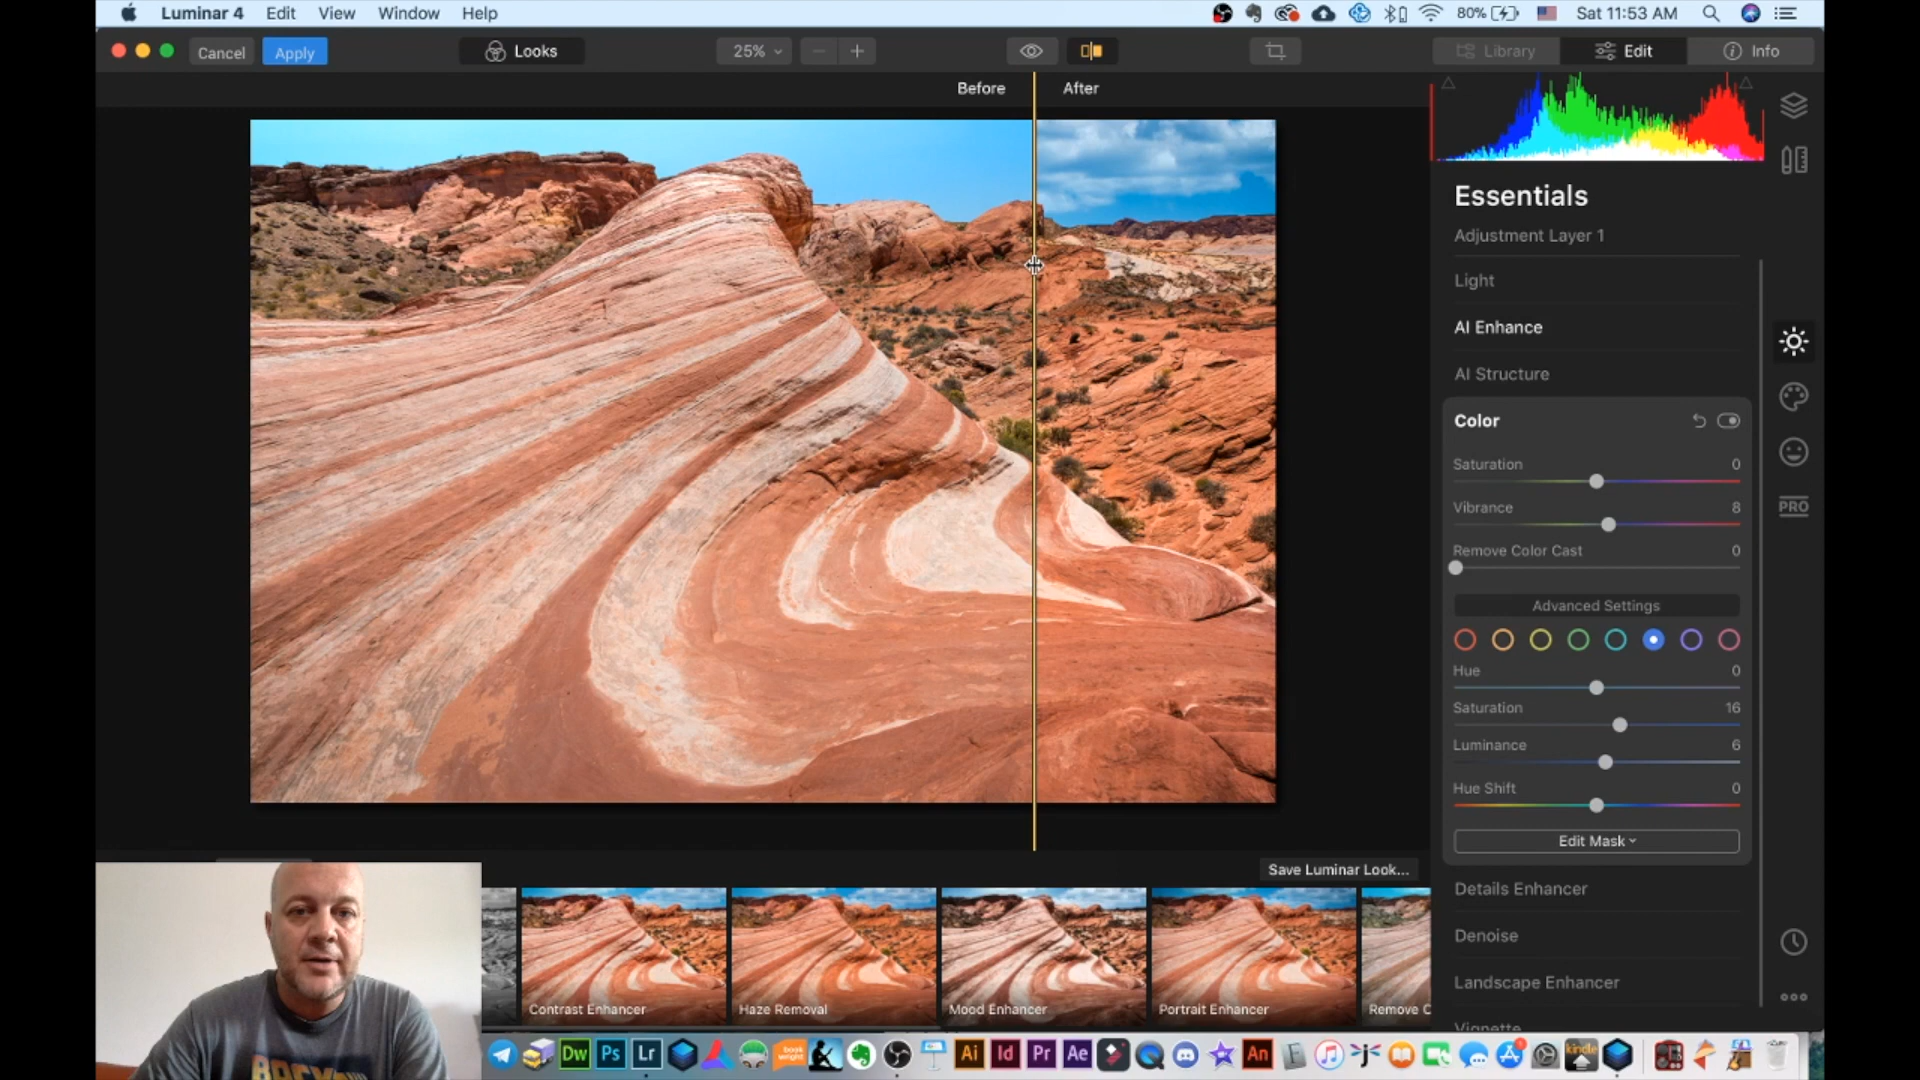 Luminar 4 Edit View Window Help 80% Sat 11:53 AM
Cancel Apply Looks 25% Library Edit Info
Before After
Essentials
Adjustment Layer 1
Light
AI Enhance
AI Structure
Color
Saturation 0
Vibrance 8
Remove Color Cast 0
Advanced Settings
Hue 0
Saturation 16
Luminance 6
Hue Shift 0
Edit Mask
Details Enhancer
Denoise
Landscape Enhancer
Vignette
PRO
Save Luminar Look...
Contrast Enhancer Haze Removal Mood Enhancer Portrait Enhancer Remove C
Dw Ps Lr Ai Id Pr Ae An kindle